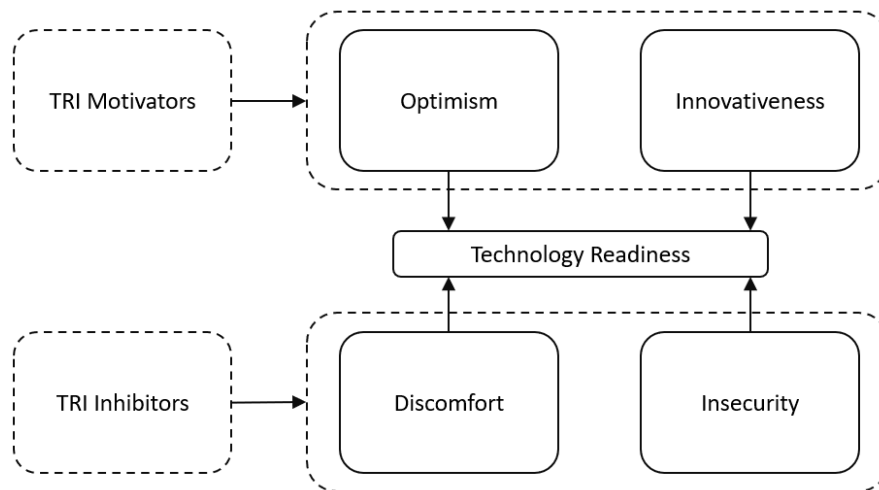 TRI Motivators
Optimism
Innovativeness
Technology Readiness
TRI Inhibitors
Discomfort
Insecurity